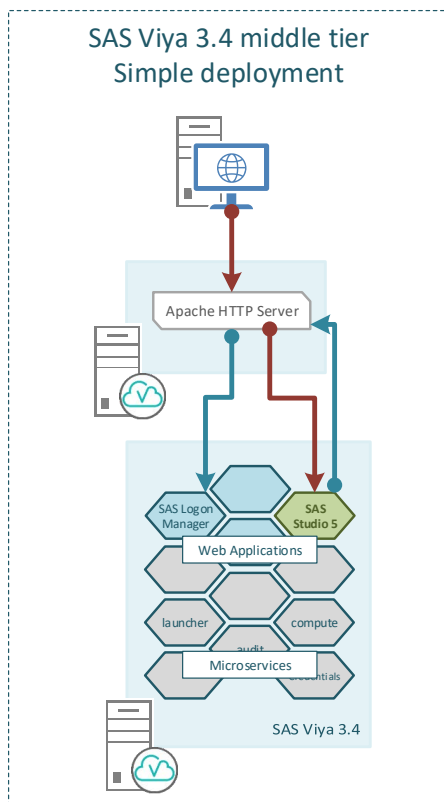 SAS Viya 3.4 middle tier
Simple deployment
Apache HTTP Server
SAS Logon
Manager
SAS
Studio 5
Web Applications
launcher
compute
audit
Microservices
SAS Viya 3.4